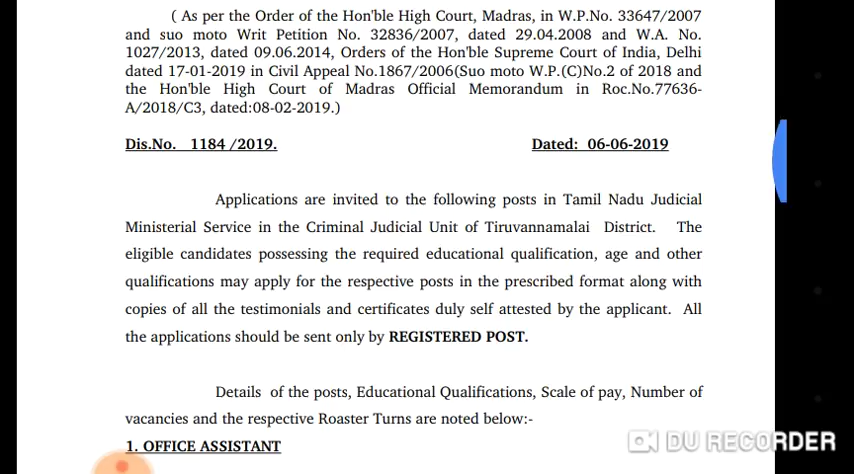 ( As per the Order of the Hon'ble High Court, Madras, in W.P.No. 33647/2007
and suo moto Writ Petition No. 32836/2007, dated 29.04.2008 and W.A. No.
1027/2013, dated 09.06.2014, Orders of the Hon'ble Supreme Court of India, Delhi
dated 17-01-2019 in Civil Appeal No.1867/2006(Suo moto W.P.(C)No.2 of 2018 and
the Hon'ble High Court of Madras Official Memorandum in Roc.No.77636-
A/2018/C3, dated:08-02-2019.)
Dis.No. 1184 /2019. Dated: 06-06-2019
Applications are invited to the following posts in Tamil Nadu Judicial
Ministerial Service in the Criminal Judicial Unit of Tiruvannamalai District. The
eligible candidates possessing the required educational qualification, age and other
qualifications may apply for the respective posts in the prescribed format along with
copies of all the testimonials and certificates duly self attested by the applicant. All
the applications should be sent only by REGISTERED POST.
Details of the posts, Educational Qualifications, Scale of pay, Number of
vacancies and the respective Roaster Turns are noted below:-
1. OFFICE ASSISTANT
DU RECORDER